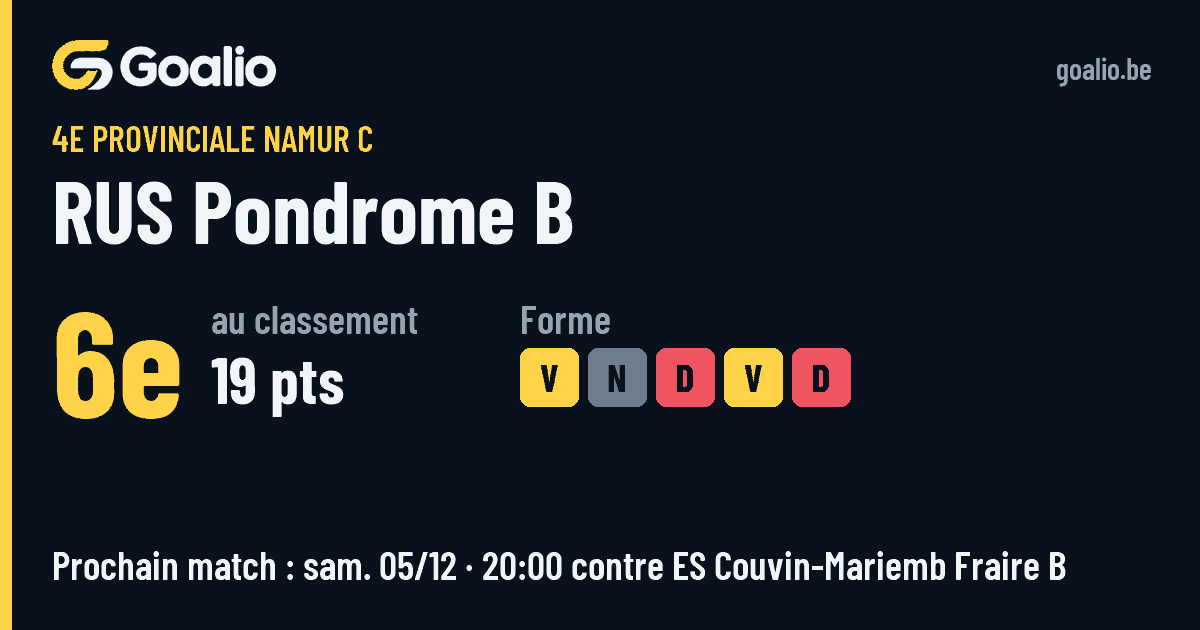 Goalio
goalio.be
4E PROVINCIALE NAMUR C
RUS Pondrome B
6e
au classement
19 pts
Forme
V N D V D
Prochain match : sam. 05/12 · 20:00 contre ES Couvin-Mariemb Fraire B